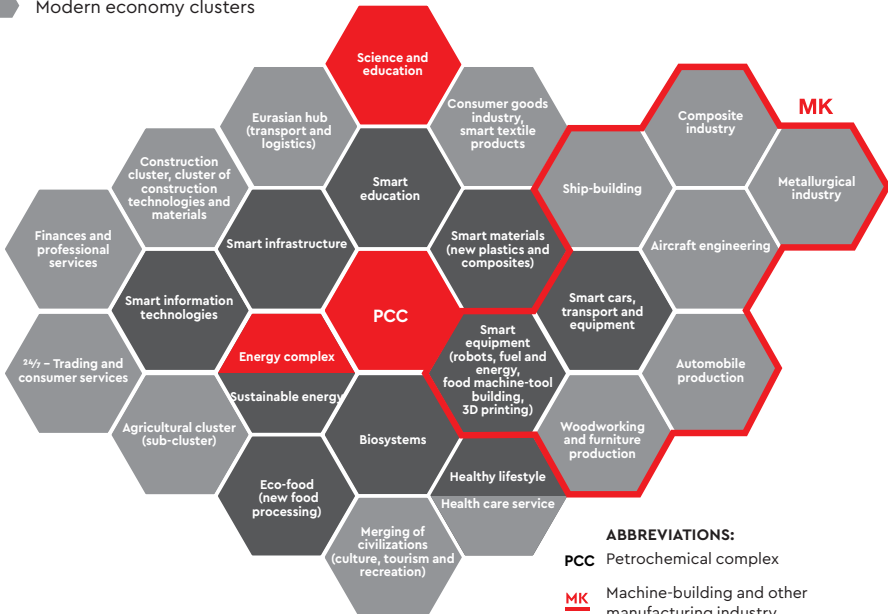 Modern economy clusters
Science and
education
Eurasian hub
(transport and
logistics)
Consumer goods
industry,
smart textile
products
Composite
industry
MK
Construction
cluster, cluster of
construction
technologies and
materials
Smart
education
Ship-building
Metallurgical
industry
Finances and
professional
services
Smart infrastructure
Smart materials
(new plastics and
composites)
Aircraft engineering
Smart information
technologies
PCC
Smart cars,
transport and
equipment
24/7 – Trading and
consumer services
Energy complex
Sustainable energy
Smart
equipment
(robots, fuel and
energy,
food machine-tool
building,
3D printing)
Automobile
production
Agricultural cluster
(sub-cluster)
Biosystems
Woodworking
and furniture
production
Eco-food
(new food
processing)
Healthy lifestyle
Health care service
Merging of
civilizations
(culture, tourism and
recreation)
ABBREVIATIONS:
PCC Petrochemical complex
MK Machine-building and other
manufacturing industry